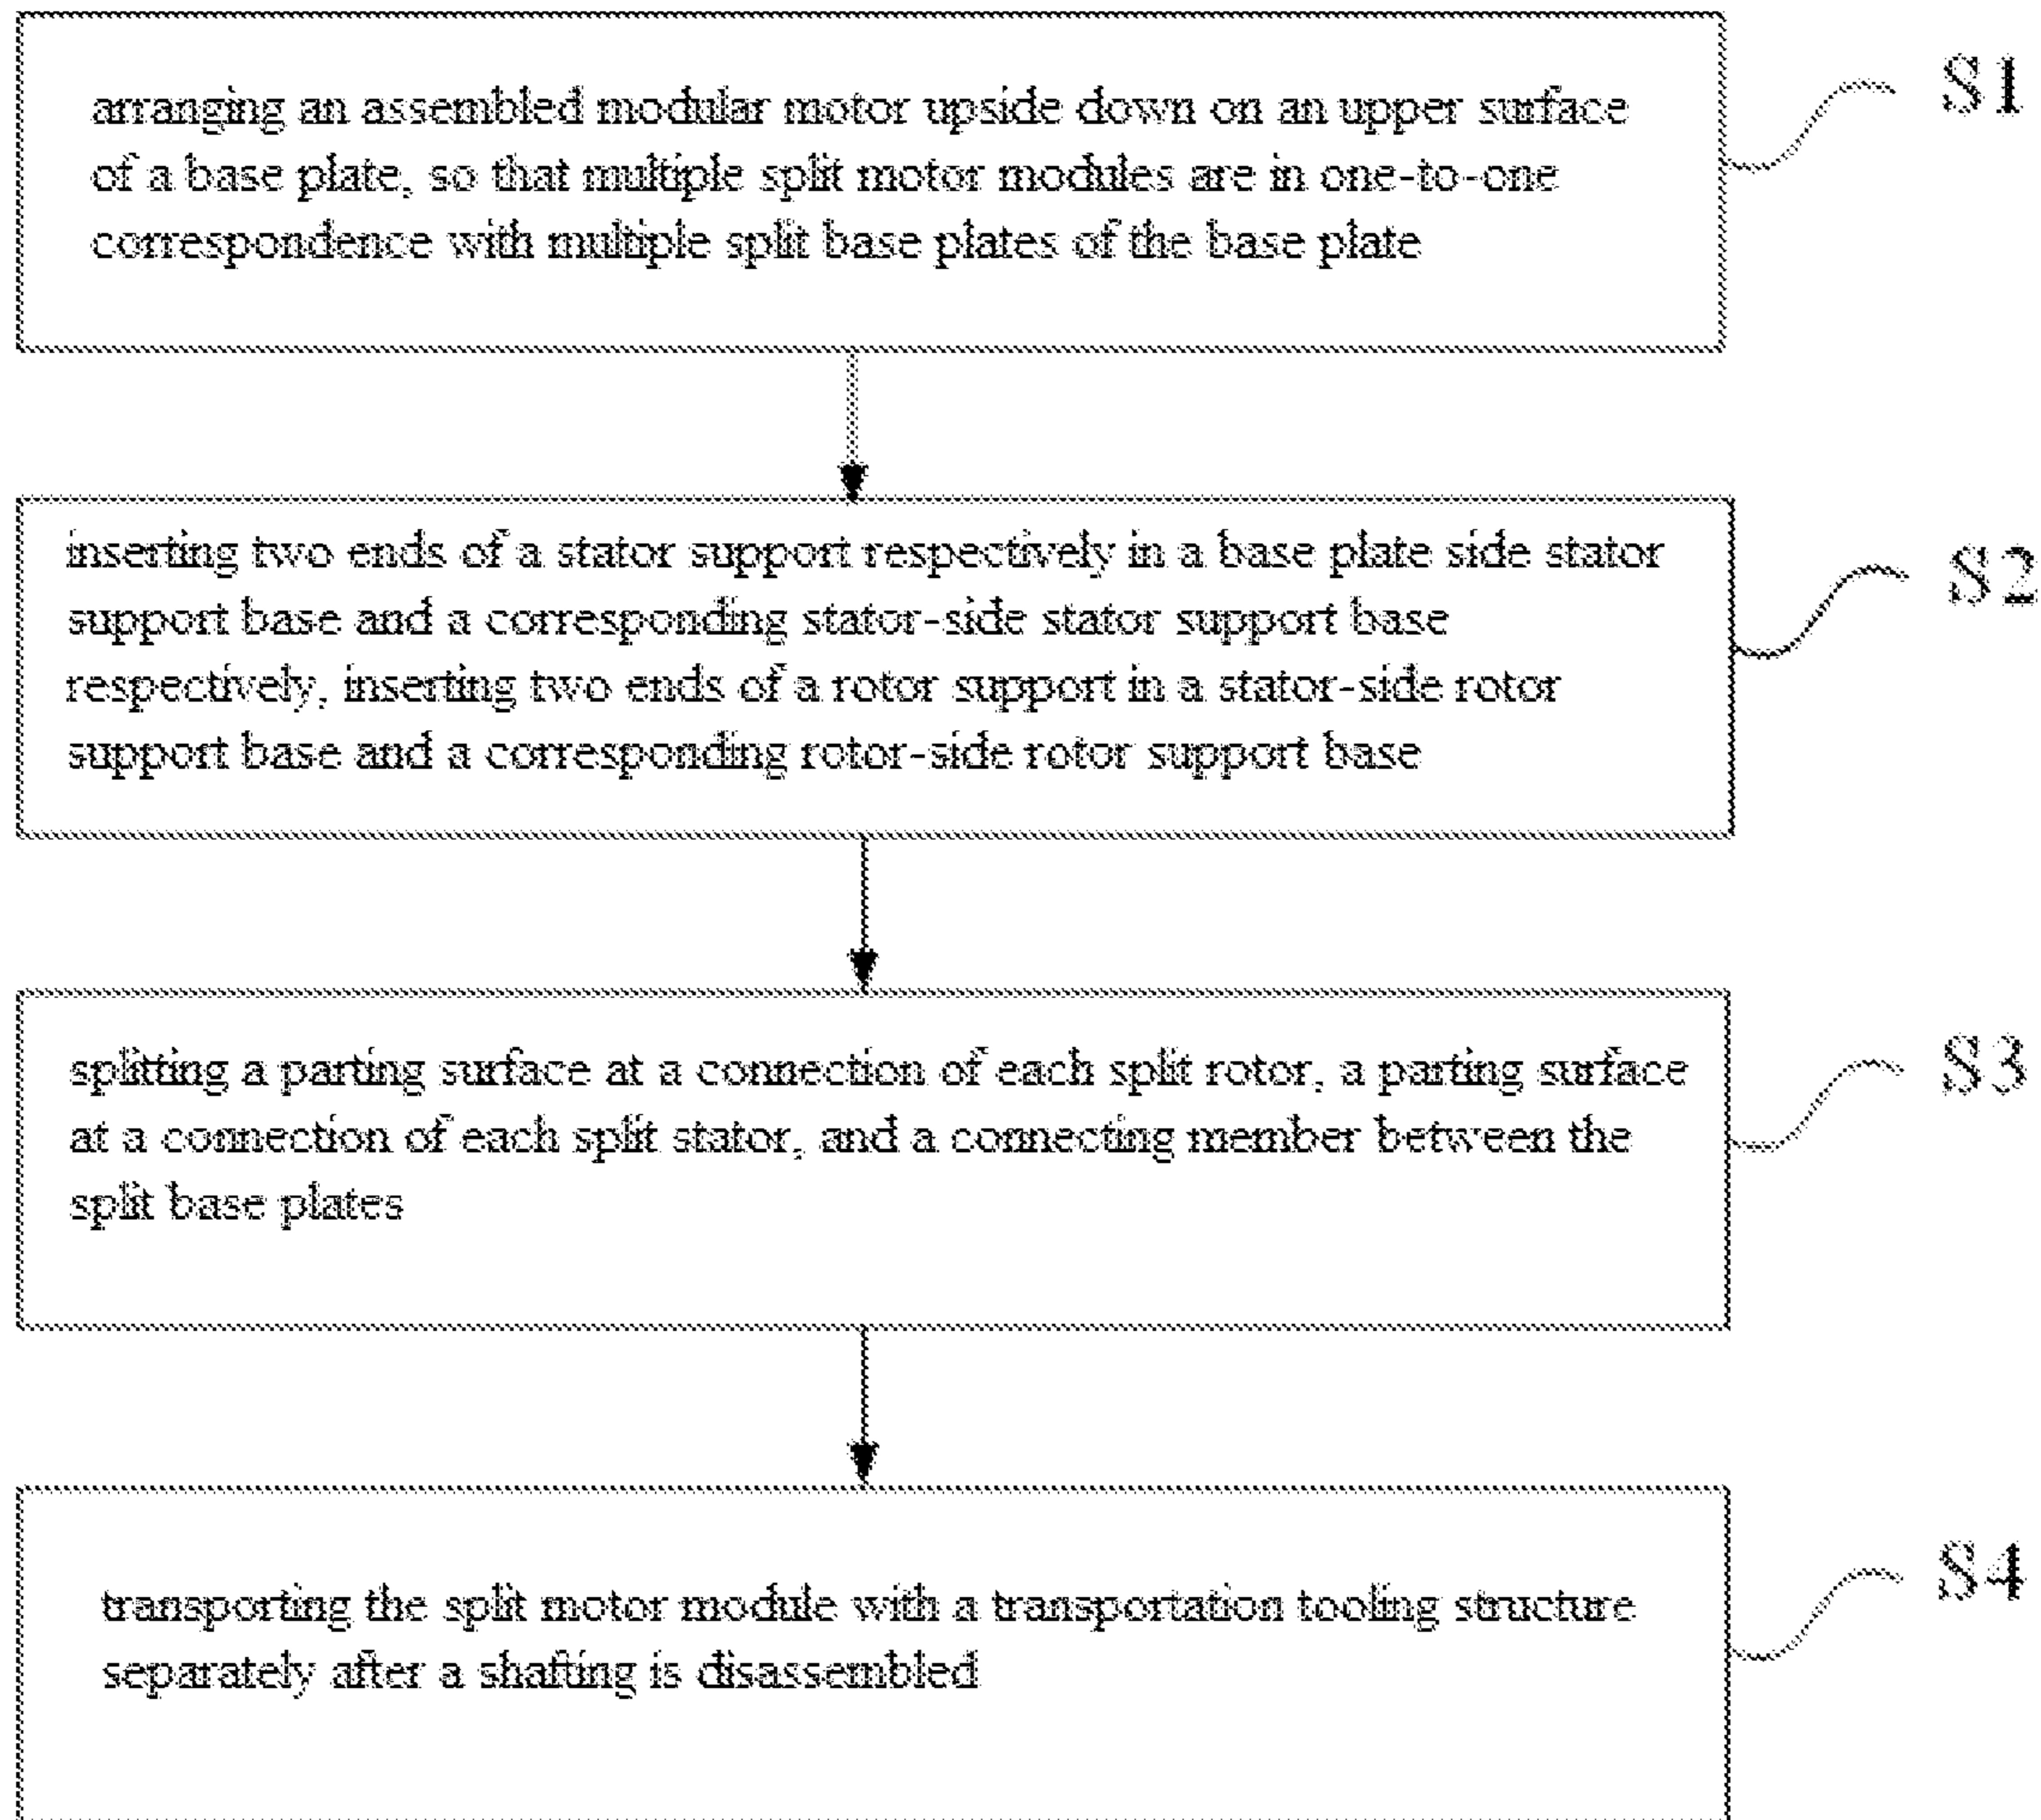 arranging an assembled modular motor upside down on an upper surface
of a base plate, so that multiple split motor modules are in one-to-one
correspondence with multiple split base plates of the base plate
S1
inserting two ends of a stator support respectively in a base plate side stator
support base and a corresponding stator-side stator support base
respectively, inserting two ends of a rotor support in a stator-side rotor
support base and a corresponding rotor-side rotor support base
S2
splitting a parting surface at a connection of each split rotor, a parting surface
at a connection of each split stator, and a connecting member between the
split base plates
S3
transporting the split motor module with a transportation tooling structure
separately after a shafting is disassembled
S4